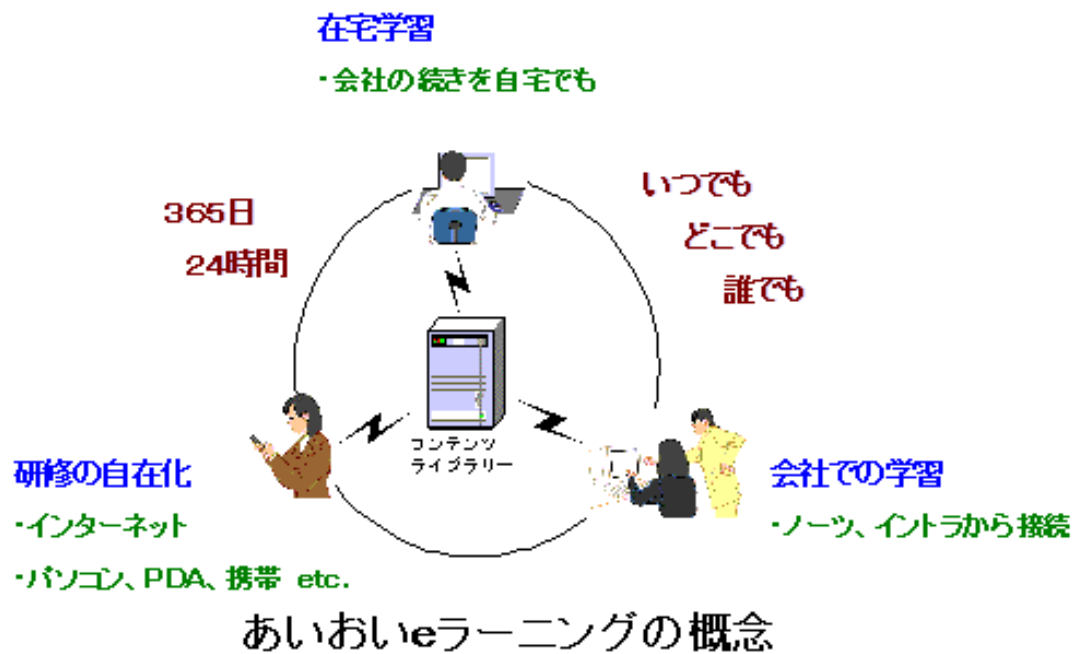 在宅学習
・会社の続きを自宅でも
365日
24時間
いつでも
どこでも
誰でも
コンテンツ
ライブラリー
研修の自在化
・インターネット
・パソコン、PDA、携帯 etc.
会社での学習
・ノーツ、イントラから接続
あいおいeラーニングの概念